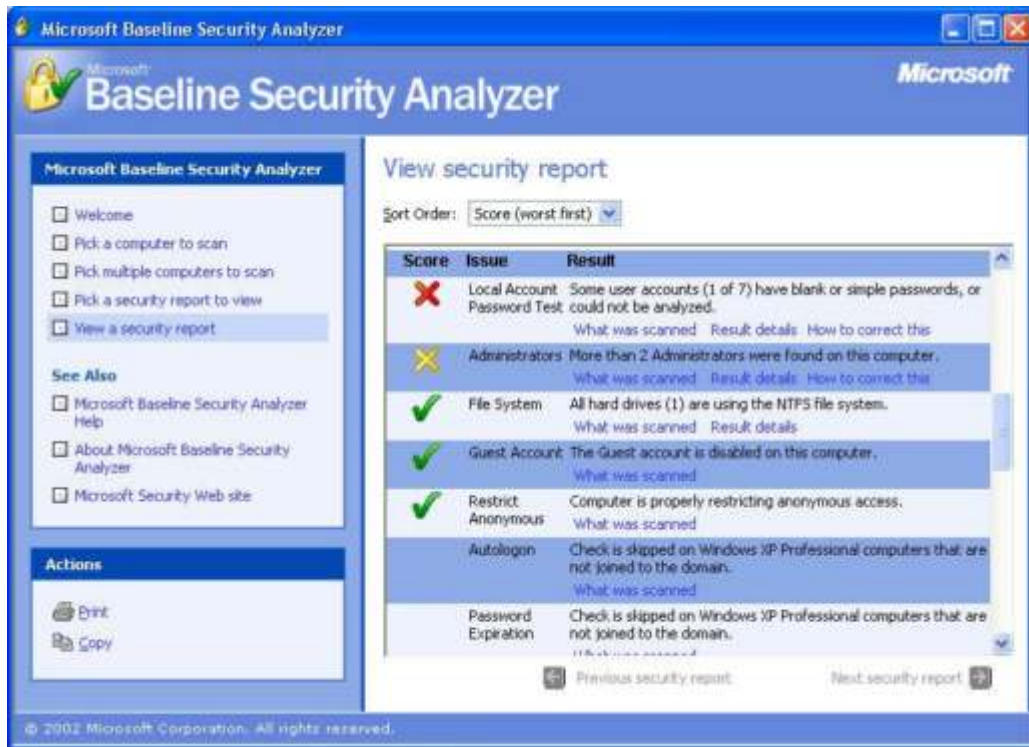 Microsoft Baseline Security Analyzer
Microsoft
Baseline Security Analyzer
Microsoft
Microsoft Baseline Security Analyzer
Welcome
Pick a computer to scan
Pick multiple computers to scan
Pick a security report to view
View a security report
See Also
Microsoft Baseline Security Analyzer
Help
About Microsoft Baseline Security
Analyzer
Microsoft Security Web site
Actions
Print
Copy
View security report
Sort Order: Score (worst first)
Score Issue Result
Local Account Some user accounts (1 of 7) have blank or simple passwords, or
Password Test could not be analyzed.
What was scanned Result details How to correct this
Administrators More than 2 Administrators were found on this computer.
What was scanned Result details How to correct this
File System All hard drives (1) are using the NTFS file system.
What was scanned Result details
Guest Account The Guest account is disabled on this computer.
What was scanned
Restrict Computer is properly restricting anonymous access.
Anonymous What was scanned
Autologon Check is skipped on Windows XP Professional computers that are
not joined to the domain.
What was scanned
Password Check is skipped on Windows XP Professional computers that are
Expiration not joined to the domain.
Previous security report Next security report
© 2002 Microsoft Corporation. All rights reserved.